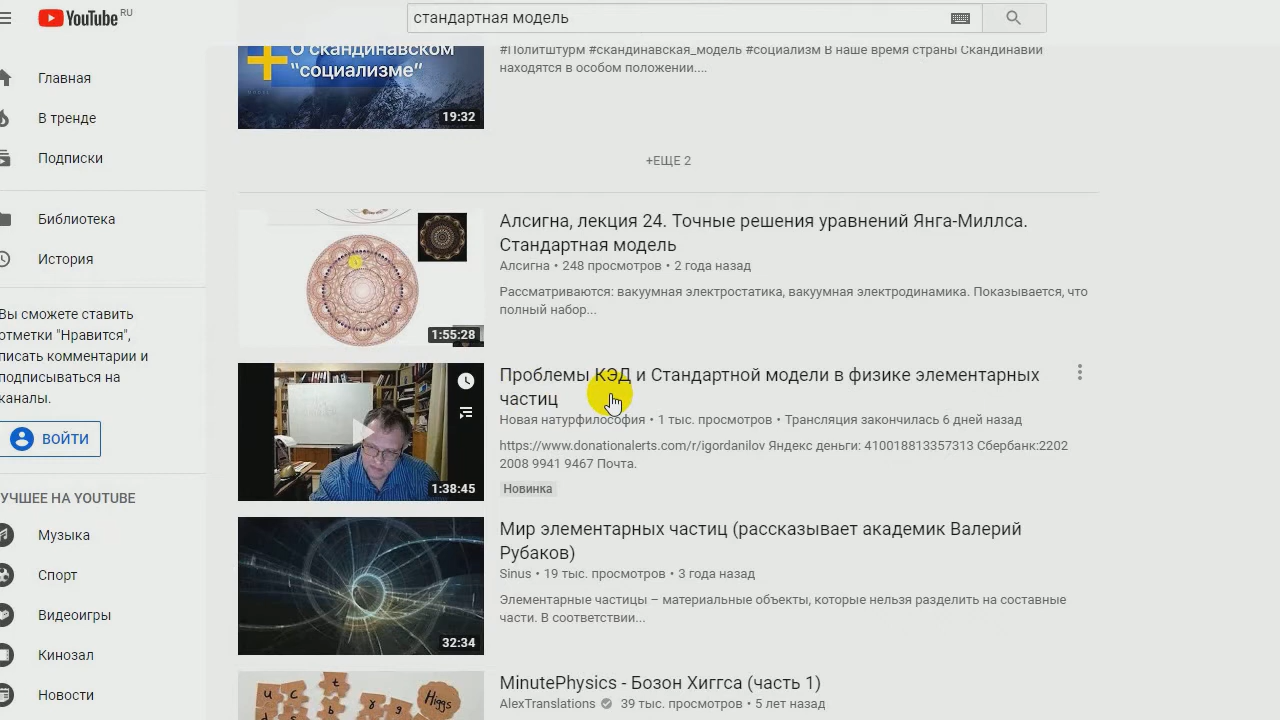 YouTube RU
стандартная модель
Главная
В тренде
Подписки
Библиотека
История
Вы сможете ставить
отметки "Нравится",
писать комментарии и
подписываться на
каналы.
ВОЙТИ
УЧШЕЕ НА YOUTUBE
Музыка
Спорт
Видеоигры
Кинозал
Новости
О скандинавском
“социализме”
19:32
#Политштурм #скандинавская_модель #социализм В наше время страны Скандинавии
находятся в особом положении....
+ЕЩЕ 2
1:55:28
Алсигна, лекция 24. Точные решения уравнений Янга-Миллса.
Стандартная модель
Алсигна • 248 просмотров • 2 года назад
Рассматриваются: вакуумная электростатика, вакуумная электродинамика. Показывается, что
полный набор...
1:38:45
Проблемы КЭД и Стандартной модели в физике элементарных
частиц
Новая натурфилософия • 1 тыс. просмотров • Трансляция закончилась 6 дней назад
https://www.donationalerts.com/r/igordanilov Яндекс деньги: 410018813357313 Сбербанк:2202
2008 9941 9467 Почта.
Новинка
32:34
Мир элементарных частиц (рассказывает академик Валерий
Рубаков)
Sinus • 19 тыс. просмотров • 3 года назад
Элементарные частицы – материальные объекты, которые нельзя разделить на составные
части. В соответствии...
u c t
γ
Higgs
d s b g
MinutePhysics - Бозон Хиггса (часть 1)
AlexTranslations 39 тыс. просмотров • 5 лет назад